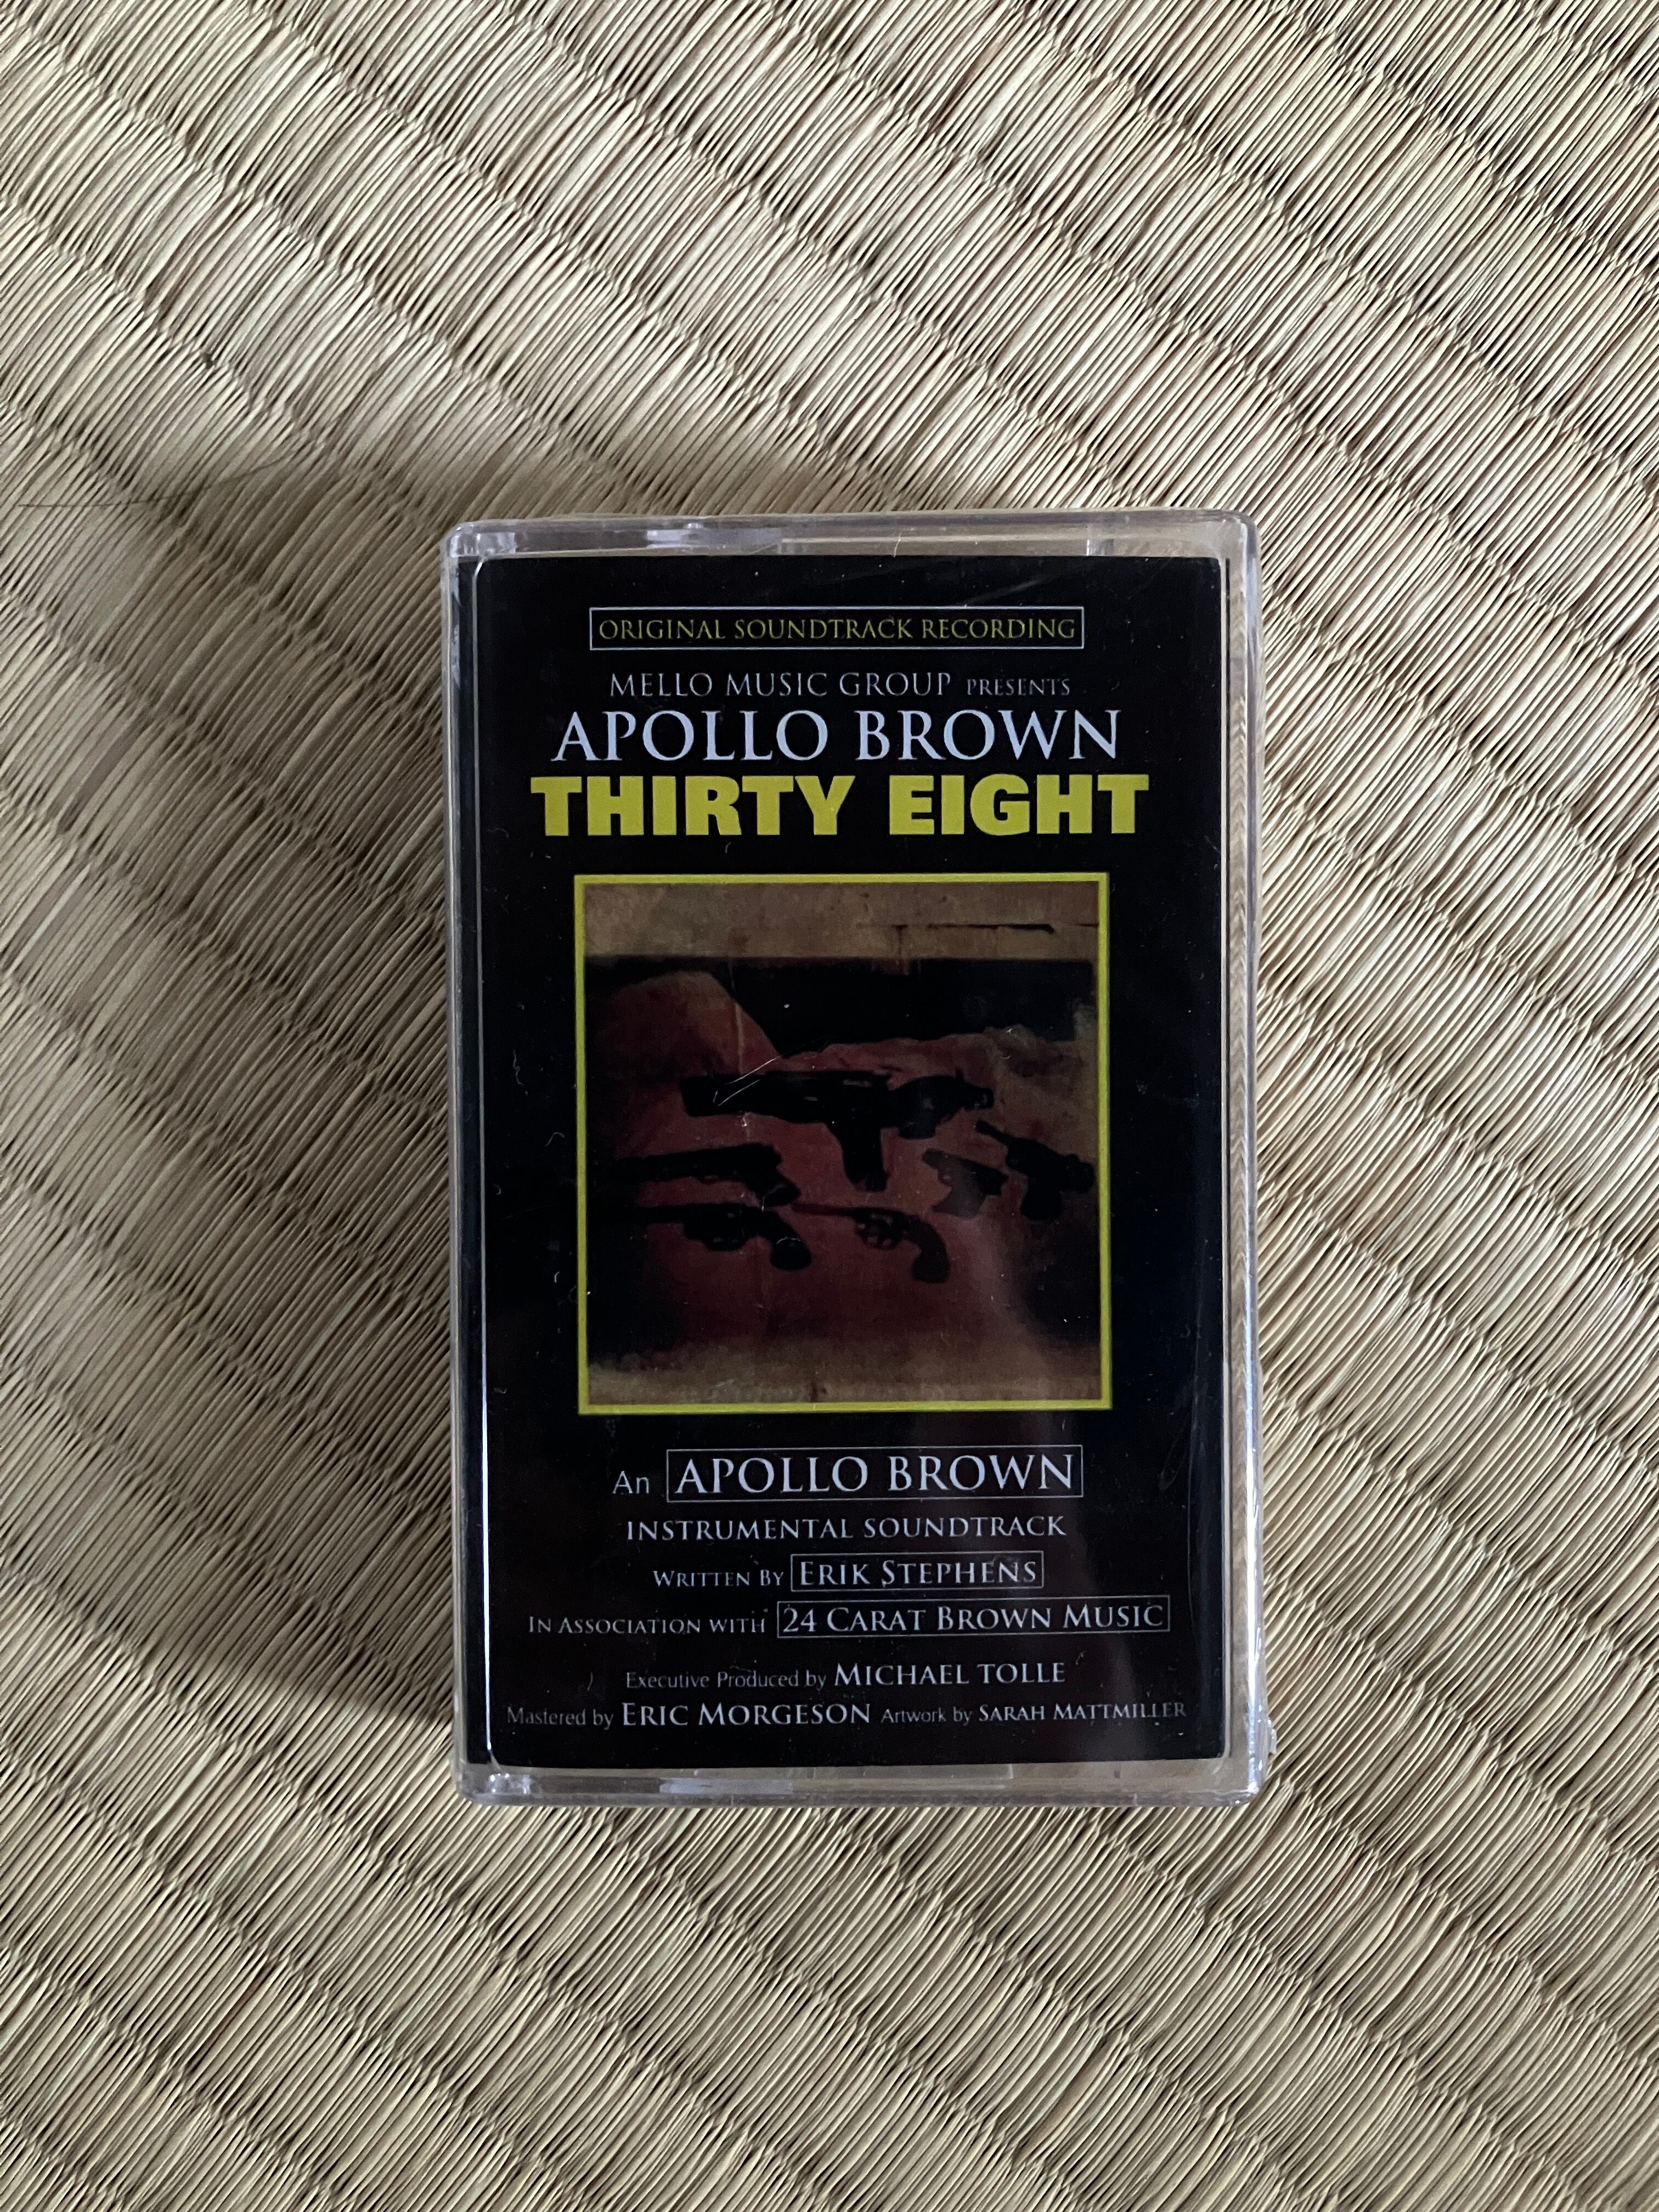 ORIGINAL SOUNDTRACK RECORDING
MELLO MUSIC GROUP PRESENTS
APOLLO BROWN
THIRTY EIGHT
An APOLLO BROWN
INSTRUMENTAL SOUNDTRACK
WRITTEN BY ERIK STEPHENS
IN ASSOCIATION WITH 24 CARAT BROWN MUSIC
Executive Produced by MICHAEL TOLLE
Mastered by ERIC MORGESON Artwork by SARAH MATTMILLER